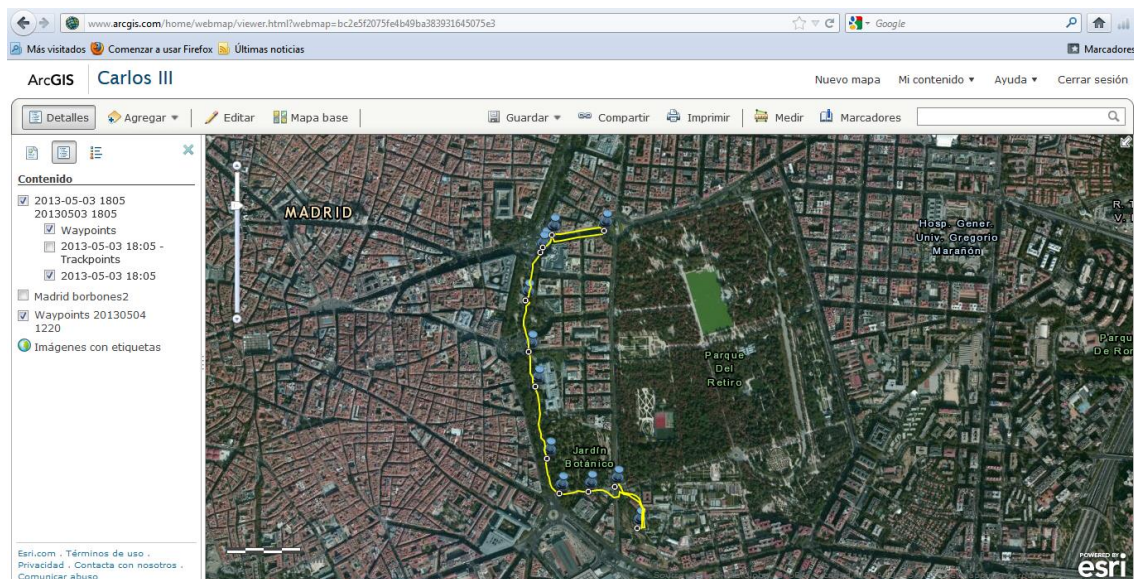 www.arcgis.com/home/webmap/viewer.html?webmap=bc2e5f2075fe4b49ba383931645075e3
Google
Más visitados Comenzar a usar Firefox Últimas noticias
Marcadores
ArcGIS Carlos III
Nuevo mapa Mi contenido Ayuda Cerrar sesión
Detalles Agregar Editar Mapa base Guardar Compartir Imprimir Medir Marcadores
Contenido
2013-05-03 1805
20130503 1805
Waypoints
2013-05-03 18:05 -
Trackpoints
2013-05-03 18:05
Madrid borbones2
Waypoints 20130504
1220
Imágenes con etiquetas
Esri.com . Términos de uso .
Privacidad . Contacta con nosotros .
Comunicar abuso
MADRID
Hosp. Gener.
Univ. Gregorio
Marañón
R. T
V.
Parqu
De Ro
Parque
Del
Retiro
Jardín
Botánico
POWERED BY
esri